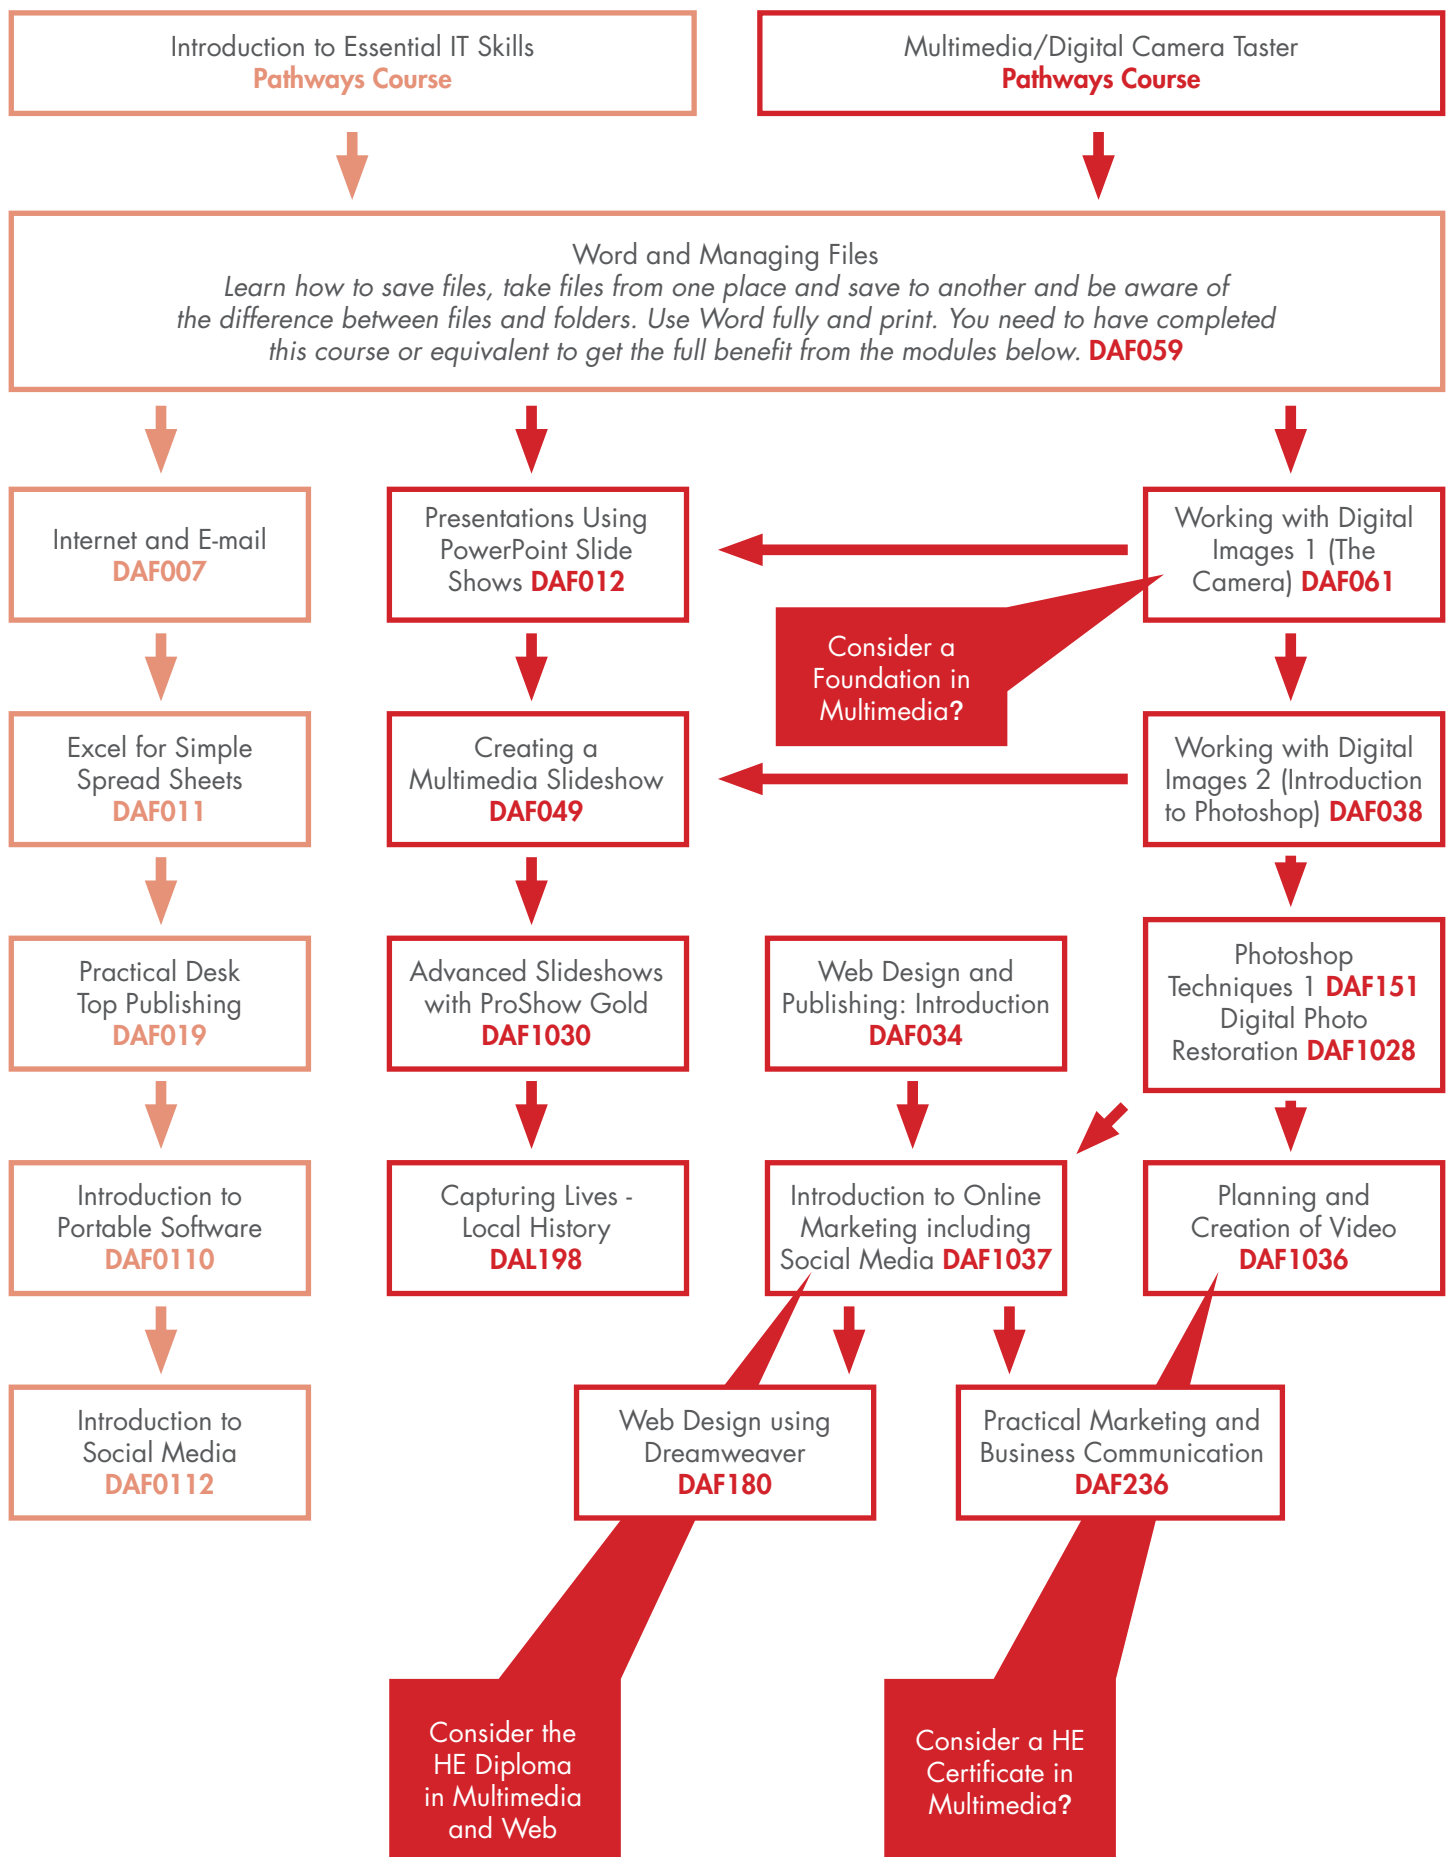 Introduction to Essential IT Skills
Pathways Course
Multimedia/Digital Camera Taster
Pathways Course
Word and Managing Files
Learn how to save files, take files from one place and save to another and be aware of
the difference between files and folders. Use Word fully and print. You need to have completed
this course or equivalent to get the full benefit from the modules below. DAF059
Internet and E-mail
DAF007
Presentations Using
PowerPoint Slide
Shows DAF012
Working with Digital
Images 1 (The
Camera) DAF061
Consider a
Foundation in
Multimedia?
Excel for Simple
Spread Sheets
DAF011
Creating a
Multimedia Slideshow
DAF049
Working with Digital
Images 2 (Introduction
to Photoshop) DAF038
Practical Desk
Top Publishing
DAF019
Advanced Slideshows
with ProShow Gold
DAF1030
Web Design and
Publishing: Introduction
DAF034
Photoshop
Techniques 1 DAF151
Digital Photo
Restoration DAF1028
Introduction to
Portable Software
DAF0110
Capturing Lives -
Local History
DAL198
Introduction to Online
Marketing including
Social Media DAF1037
Planning and
Creation of Video
DAF1036
Introduction to
Social Media
DAF0112
Web Design using
Dreamweaver
DAF180
Practical Marketing and
Business Communication
DAF236
Consider the
HE Diploma
in Multimedia
and Web
Consider a HE
Certificate in
Multimedia?